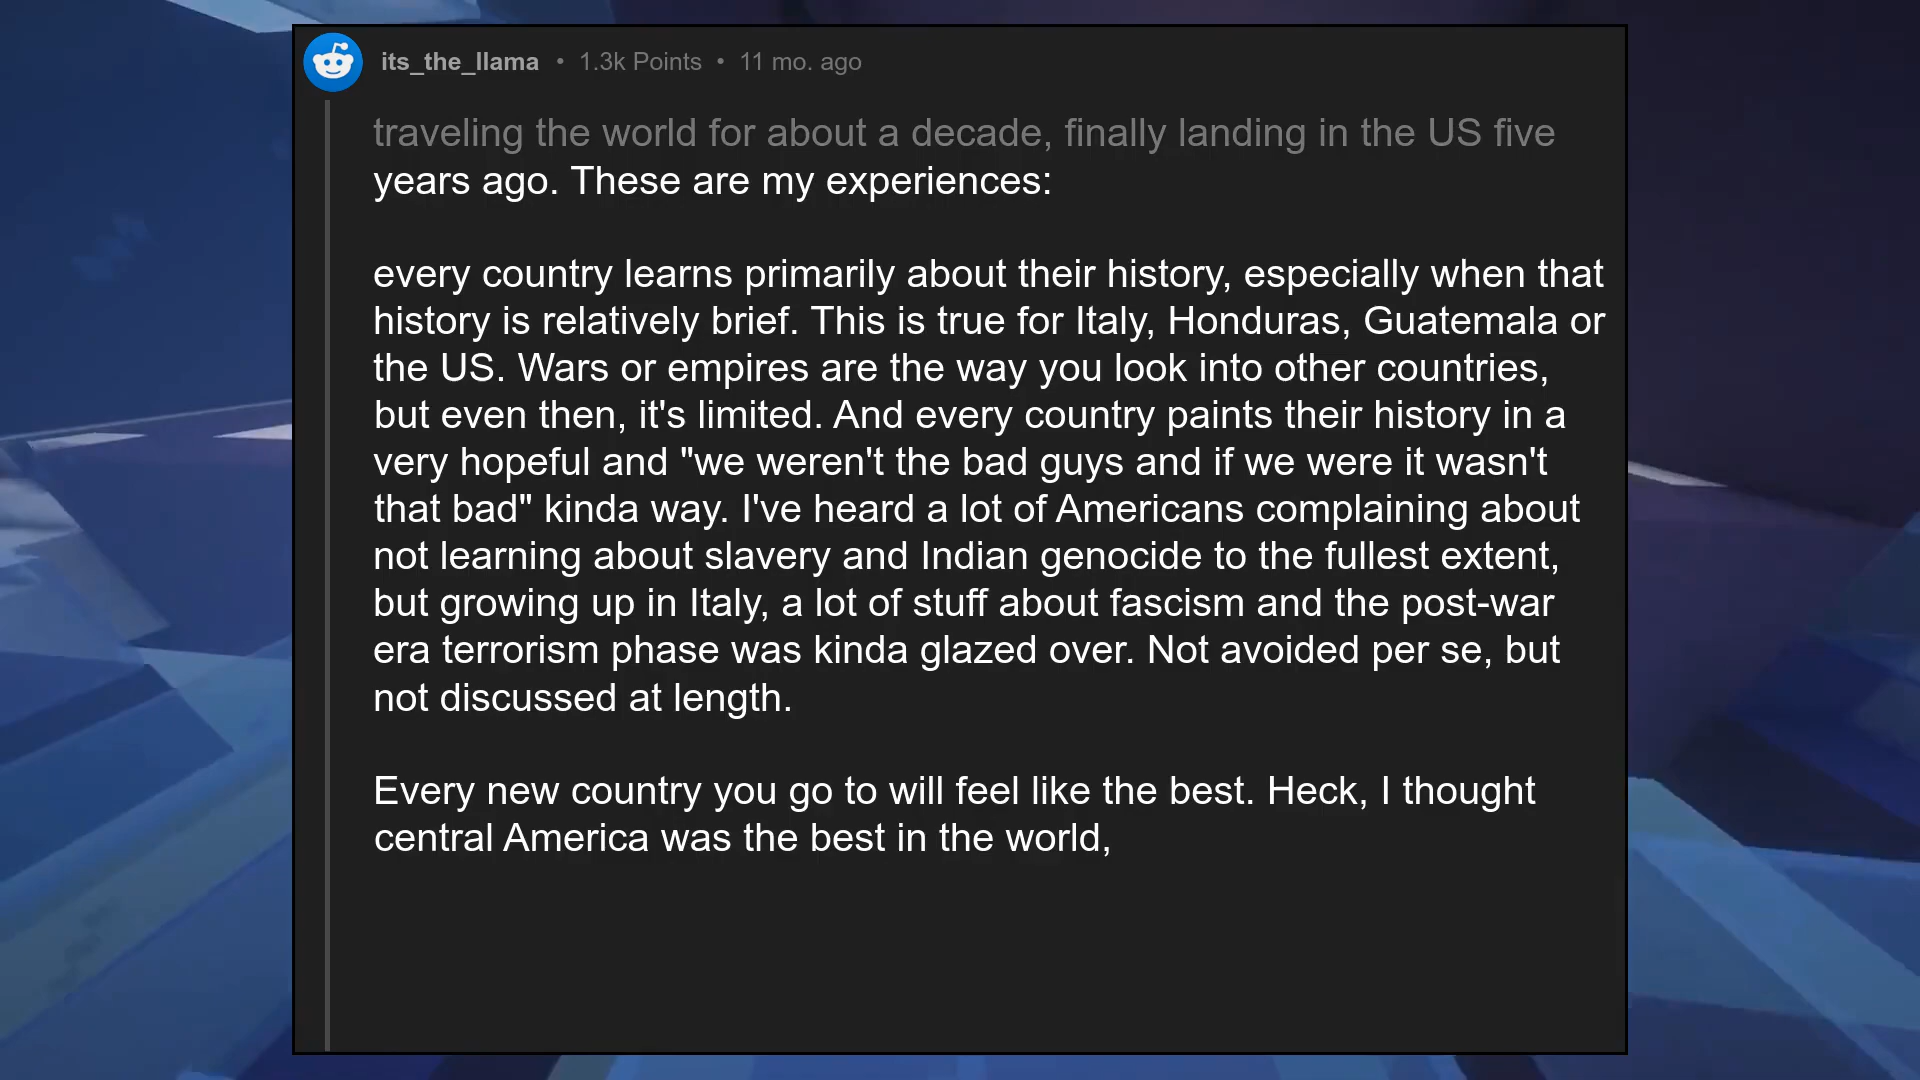 its_the_llama • 1.3k Points • 11 mo. ago
traveling the world for about a decade, finally landing in the US five
years ago. These are my experiences:
every country learns primarily about their history, especially when that
history is relatively brief. This is true for Italy, Honduras, Guatemala or
the US. Wars or empires are the way you look into other countries,
but even then, it's limited. And every country paints their history in a
very hopeful and "we weren't the bad guys and if we were it wasn't
that bad" kinda way. I've heard a lot of Americans complaining about
not learning about slavery and Indian genocide to the fullest extent,
but growing up in Italy, a lot of stuff about fascism and the post-war
era terrorism phase was kinda glazed over. Not avoided per se, but
not discussed at length.
Every new country you go to will feel like the best. Heck, I thought
central America was the best in the world,